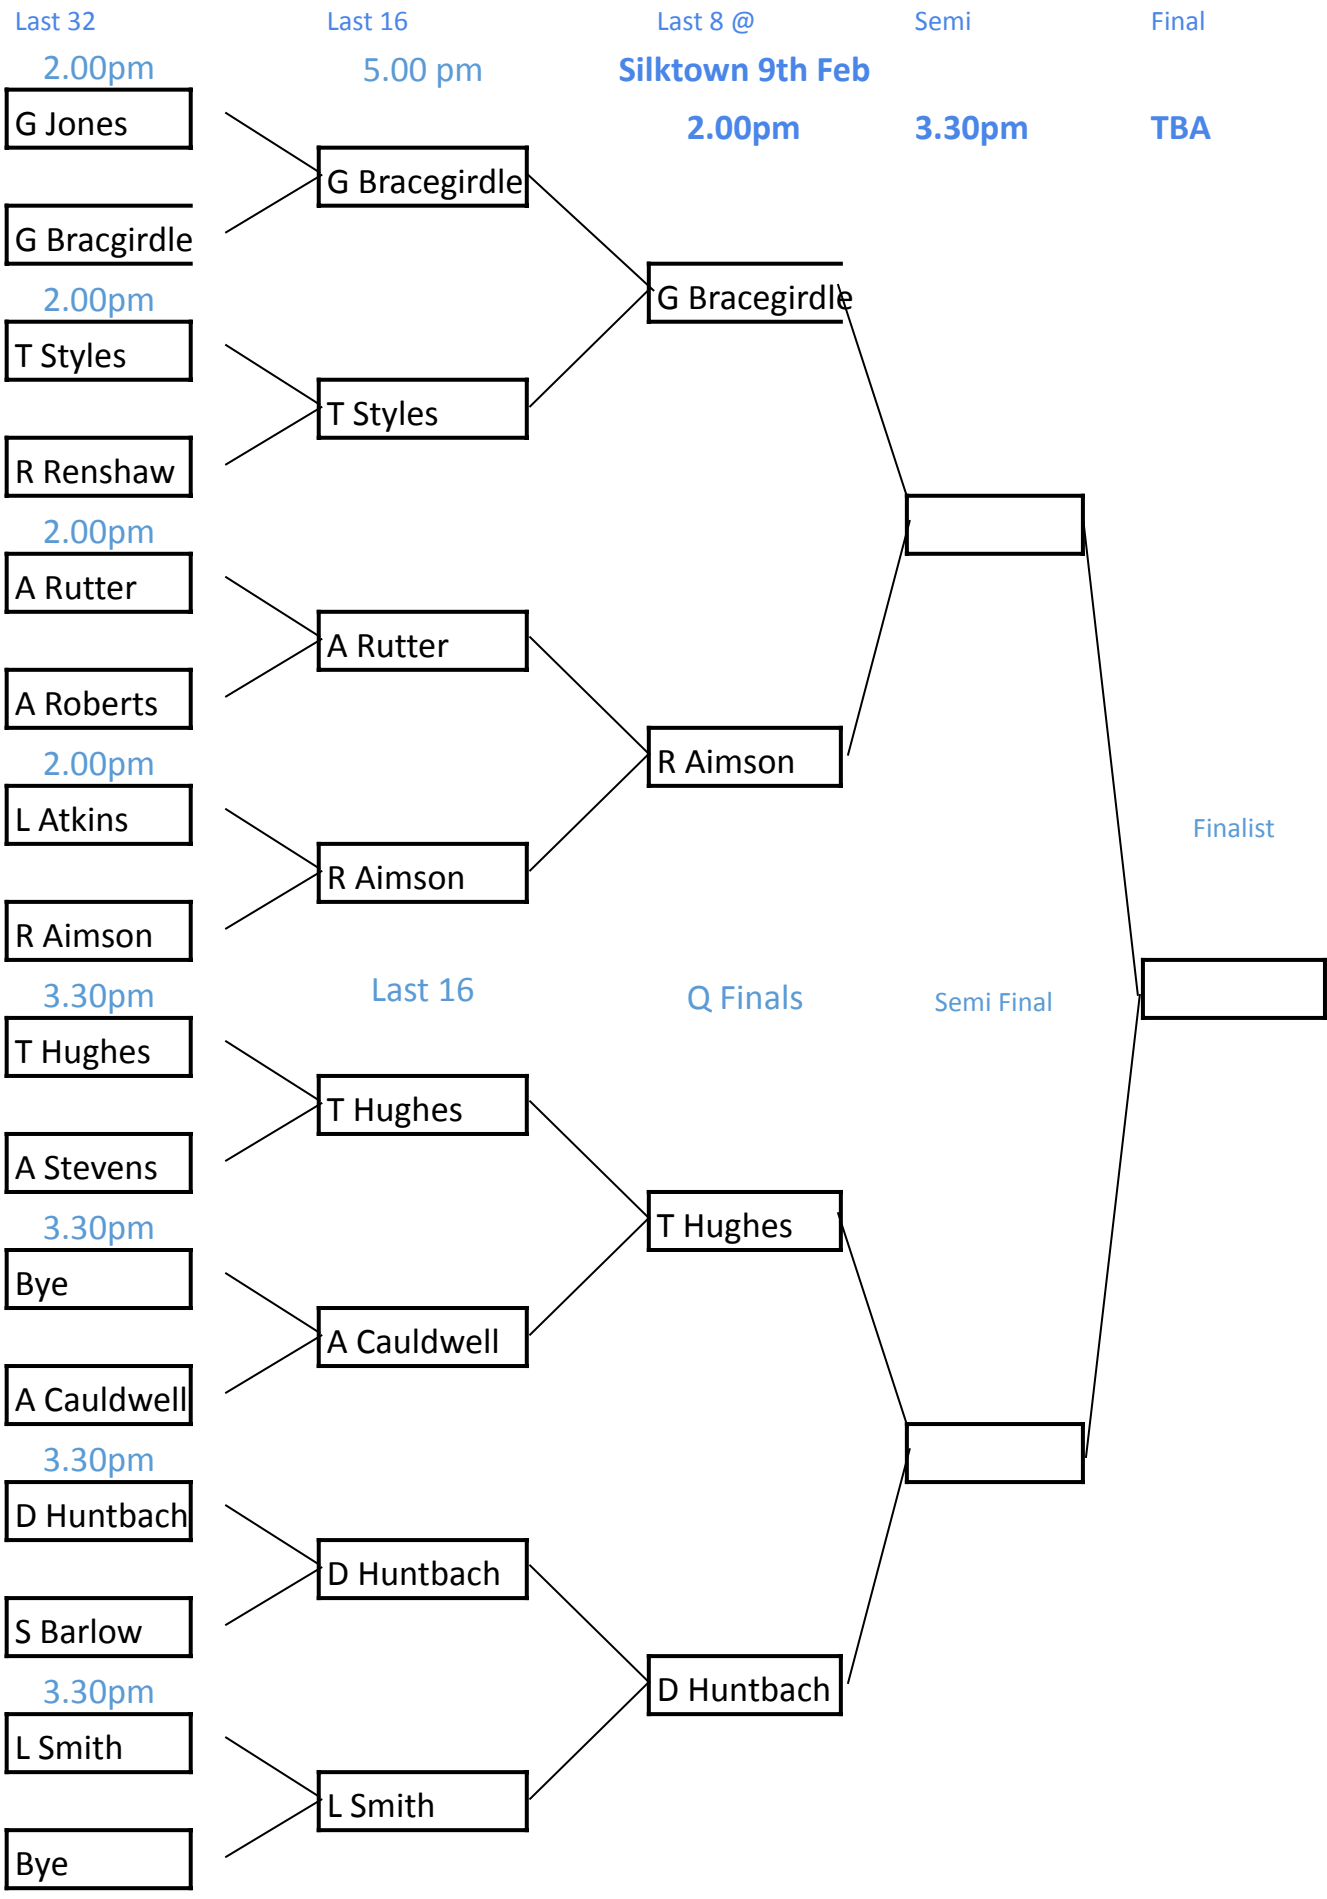 Last 32 Last 16 Last 8 @ Semi Final
2.00pm 5.00 pm Silktown 9th Feb
G Jones 2.00pm 3.30pm TBA
G Bracegirdle
G Bracgirdle
2.00pm G Bracegirdle
T Styles
T Styles
R Renshaw
2.00pm
A Rutter
A Rutter
A Roberts
2.00pm R Aimson
L Atkins Finalist
R Aimson
R Aimson
3.30pm Last 16 Q Finals Semi Final
T Hughes
T Hughes
A Stevens
3.30pm T Hughes
Bye
A Cauldwell
A Cauldwell
3.30pm
D Huntbach
D Huntbach
S Barlow
3.30pm D Huntbach
L Smith
L Smith
Bye